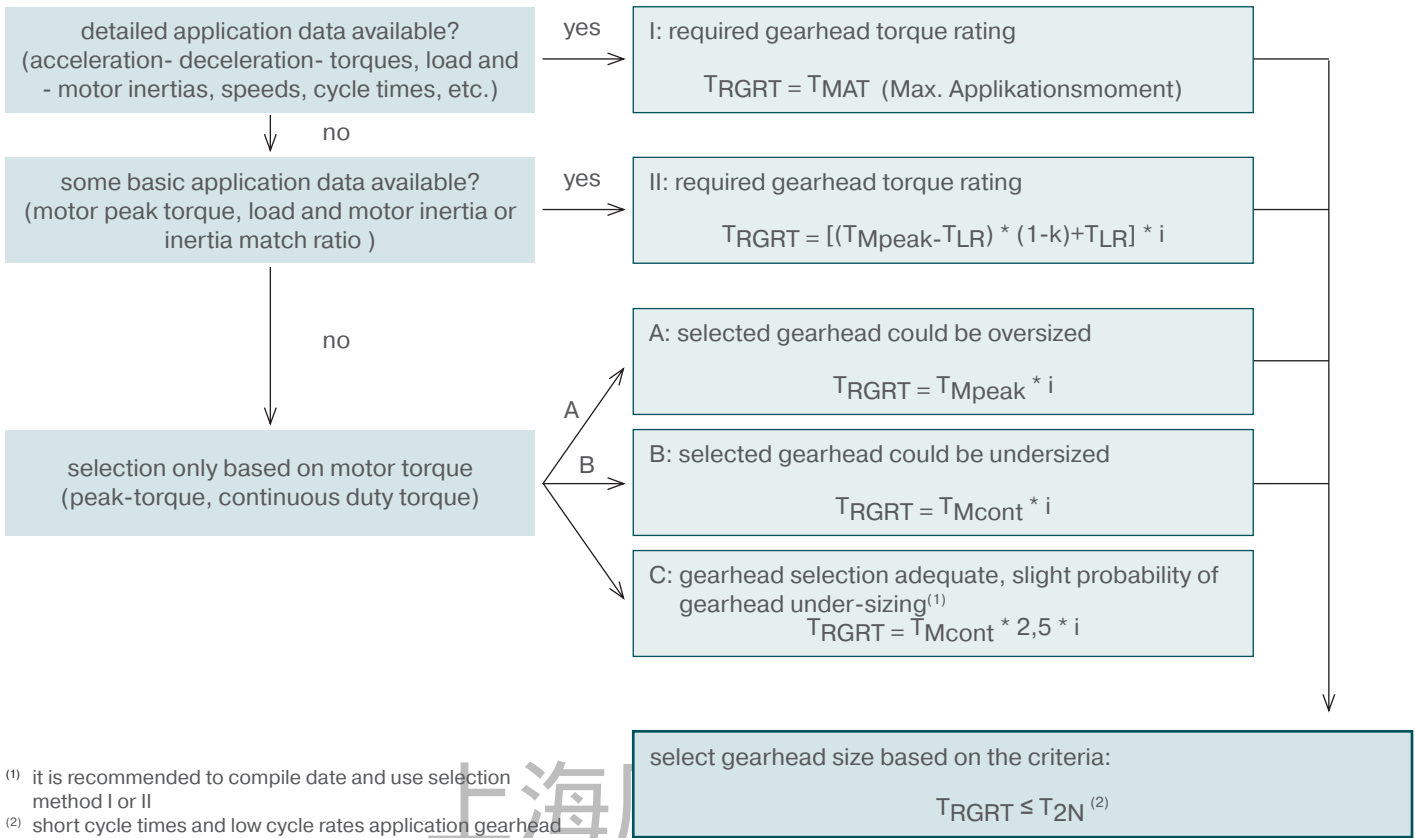 detailed application data available?
(acceleration- deceleration- torques, load and
- motor inertias, speeds, cycle times, etc.)
yes
I: required gearhead torque rating
TRGRT = TMAT (Max. Applikationsmoment)
no
some basic application data available?
(motor peak torque, load and motor inertia or
inertia match ratio )
yes
II: required gearhead torque rating
TRGRT = [(TMpeak-TLR) * (1-k)+TLR] * i
no
A: selected gearhead could be oversized
TRGRT = TMpeak * i
A
selection only based on motor torque
(peak-torque, continuous duty torque)
B
B: selected gearhead could be undersized
TRGRT = TMcont * i
C: gearhead selection adequate, slight probability of
gearhead under-sizing(1)
TRGRT = TMcont * 2,5 * i
select gearhead size based on the criteria:
TRGRT ≤ T2N (2)
(1) it is recommended to compile date and use selection
method I or II
(2) short cycle times and low cycle rates application gearhead
上海